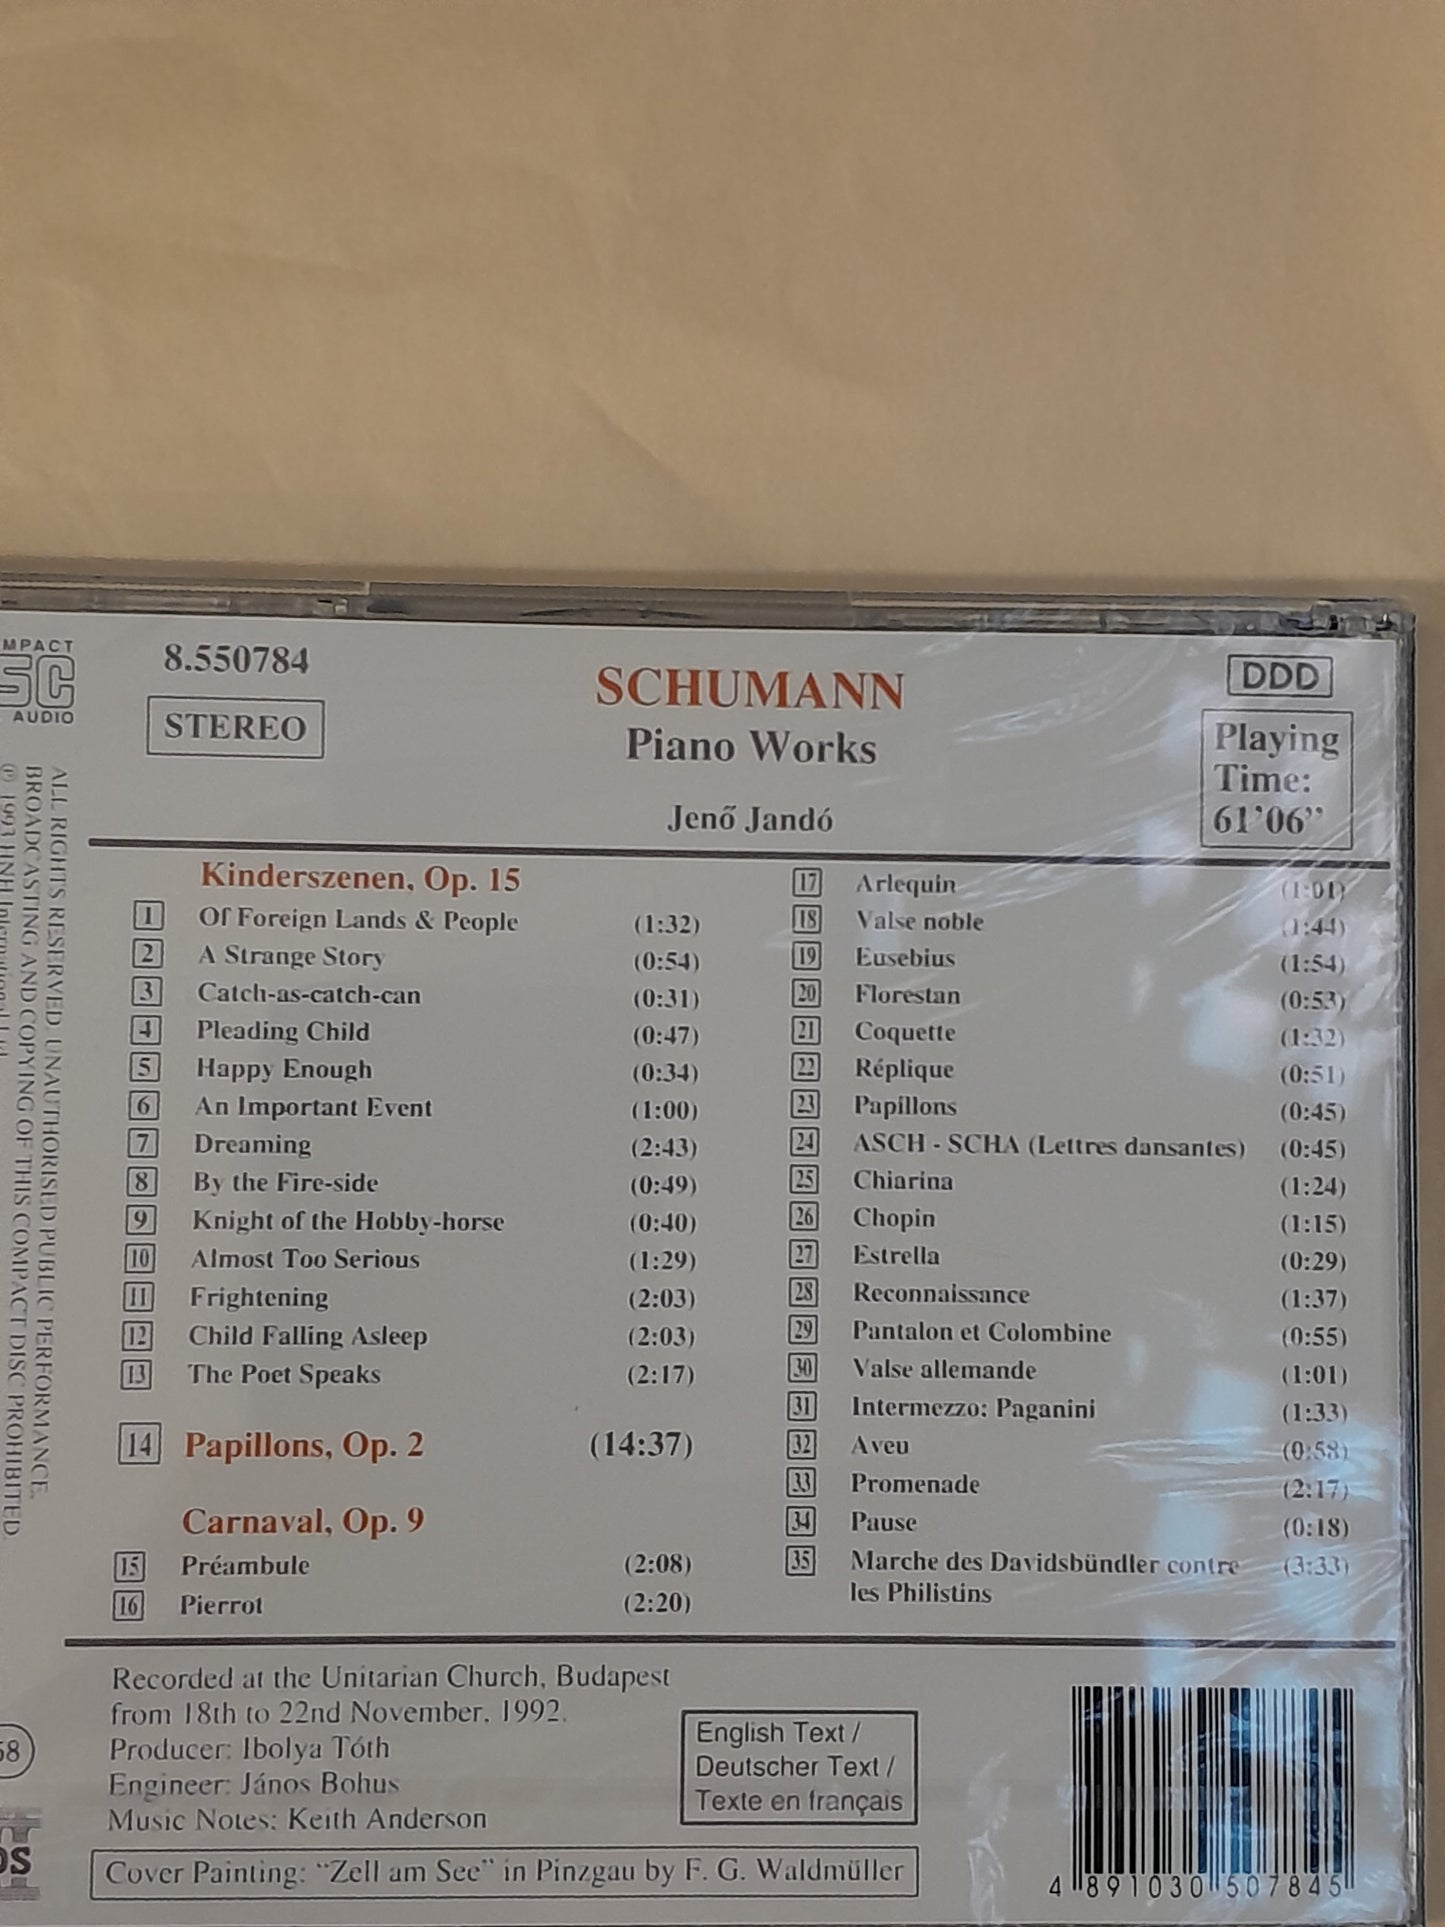 MPACT
AUDIO
8.550784
STEREO
SCHUMANN
Piano Works
Jenő Jandó
DDD
Playing
Time:
61’06”
Kinderszenen, Op. 15
1 Of Foreign Lands & People (1:32)
2 A Strange Story (0:54)
3 Catch-as-catch-can (0:31)
4 Pleading Child (0:47)
5 Happy Enough (0:34)
6 An Important Event (1:00)
7 Dreaming (2:43)
8 By the Fire-side (0:49)
9 Knight of the Hobby-horse (0:40)
10 Almost Too Serious (1:29)
11 Frightening (2:03)
12 Child Falling Asleep (2:03)
13 The Poet Speaks (2:17)
14 Papillons, Op. 2 (14:37)
Carnaval, Op. 9
15 Préambule (2:08)
16 Pierrot (2:20)
17 Arlequin (1:01)
18 Valse noble (1:44)
19 Eusebius (1:54)
20 Florestan (0:53)
21 Coquette (1:32)
22 Réplique (0:51)
23 Papillons (0:45)
24 ASCH - SCHA (Lettres dansantes) (0:45)
25 Chiarina (1:24)
26 Chopin (1:15)
27 Estrella (0:29)
28 Reconnaissance (1:37)
29 Pantalon et Colombine (0:55)
30 Valse allemande (1:01)
31 Intermezzo: Paganini (1:33)
32 Aveu (0:58)
33 Promenade (2:17)
34 Pause (0:18)
35 Marche des Davidsbündler contre (3:33)
les Philistins
Recorded at the Unitarian Church, Budapest
from 18th to 22nd November, 1992.
Producer: Ibolya Tóth
Engineer: János Bohus
Music Notes: Keith Anderson
Cover Painting: “Zell am See” in Pinzgau by F. G. Waldmüller
English Text /
Deutscher Text /
Texte en français
4 891030 507845
ALL RIGHTS RESERVED. UNAUTHORISED PUBLIC PERFORMANCE,
BROADCASTING AND COPYING OF THIS COMPACT DISC PROHIBITED.
℗ 1993 HNH International Ltd.
58
OS